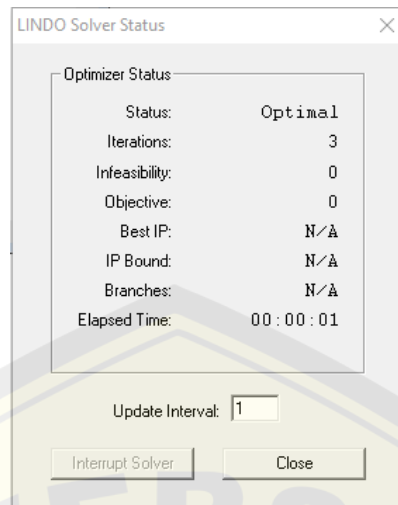 LINDO Solver Status
Optimizer Status
Status: Optimal
Iterations: 3
Infeasibility: 0
Objective: 0
Best IP: N/A
IP Bound: N/A
Branches: N/A
Elapsed Time: 00:00:01
Update Interval: 1
Interrupt Solver Close